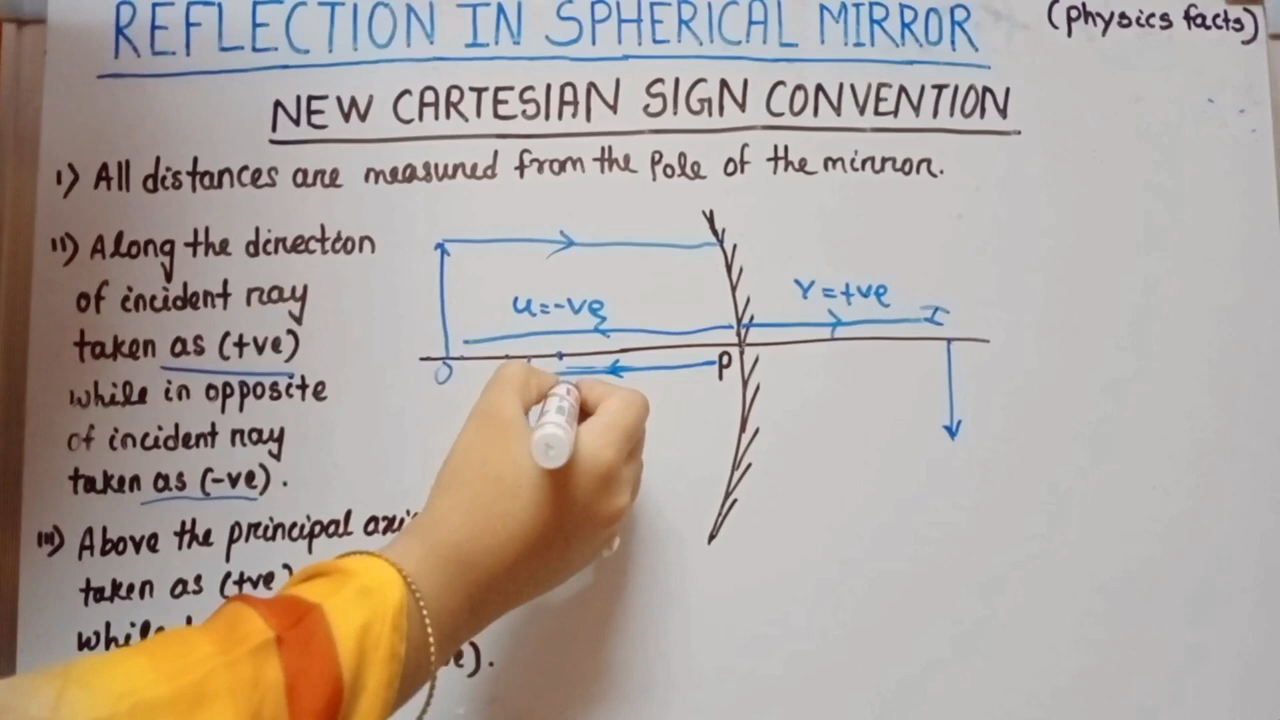 REFLECTION IN SPHERICAL MIRROR
(physics facts)
NEW CARTESIAN SIGN CONVENTION
I) All distances are measured from the Pole of the mirror.
II) Along the direction
of incident ray
taken as (+ve)
while in opposite
of incident ray
taken as (-ve).
III) Above the principal
taken as (+ve)
u=-ve
V=+ve
I
O
P